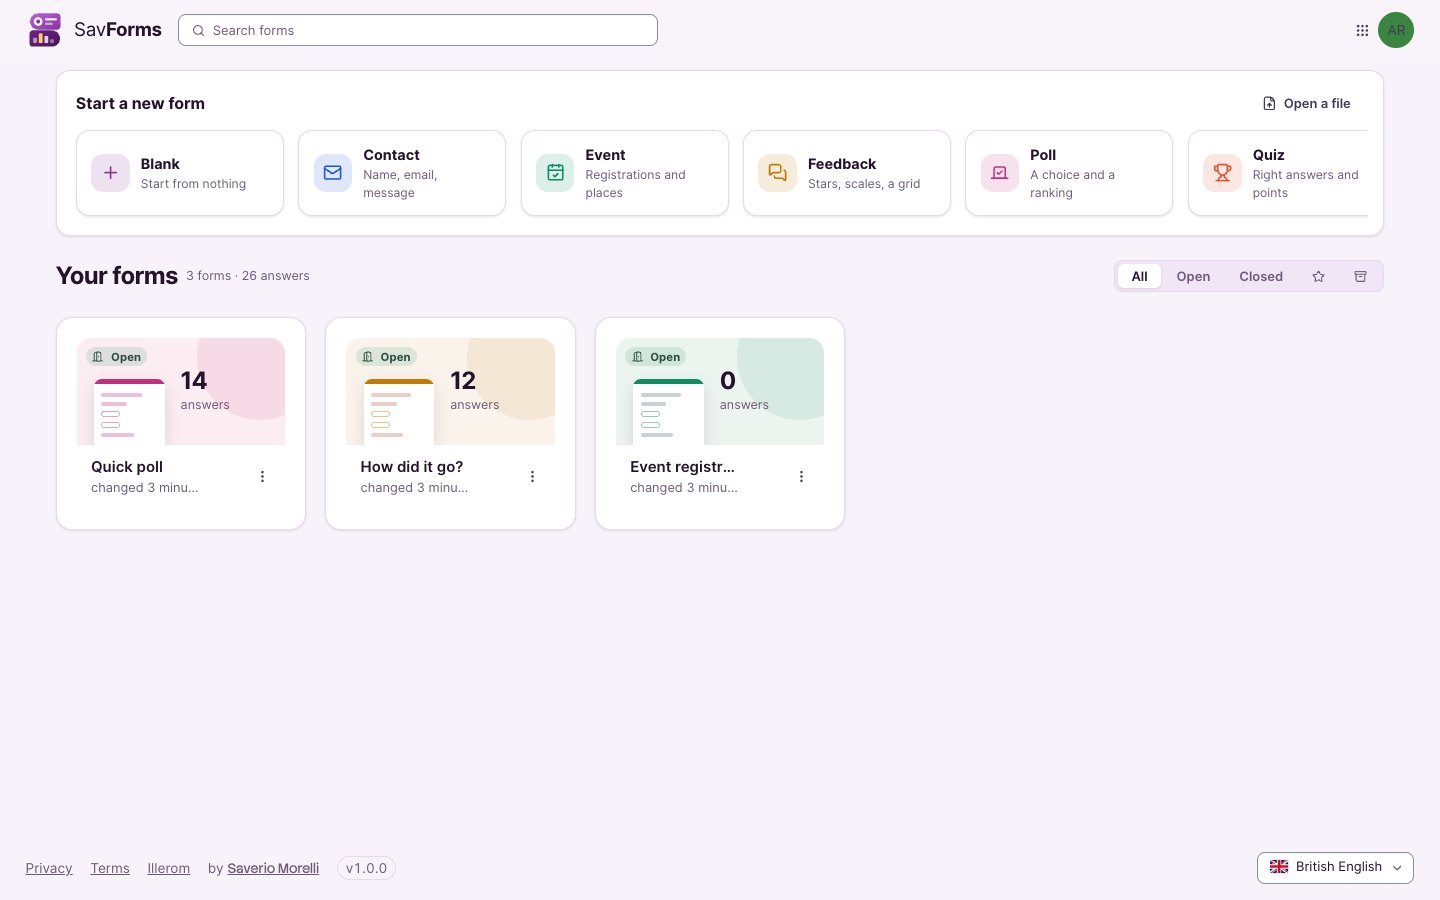 SavForms
Search forms
AR
Start a new form
Open a file
Blank
Start from nothing
Contact
Name, email,
message
Event
Registrations and
places
Feedback
Stars, scales, a grid
Poll
A choice and a
ranking
Quiz
Right answers and
points
Your forms
3 forms · 26 answers
All
Open
Closed
Open
14
answers
Quick poll
changed 3 minu...
Open
12
answers
How did it go?
changed 3 minu...
Open
0
answers
Event registr...
changed 3 minu...
Privacy
Terms
Illerom
by Saverio Morelli
v1.0.0
British English